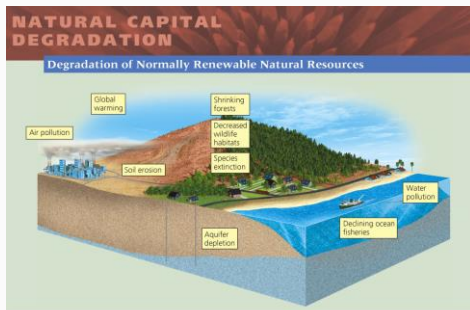 NATURAL CAPITAL
DEGRADATION
Degradation of Normally Renewable Natural Resources
Global
warming
Shrinking
forests
Air pollution
Decreased
wildlife
habitats
Soil erosion
Species
extinction
Water
pollution
Aquifer
depletion
Declining ocean
fisheries